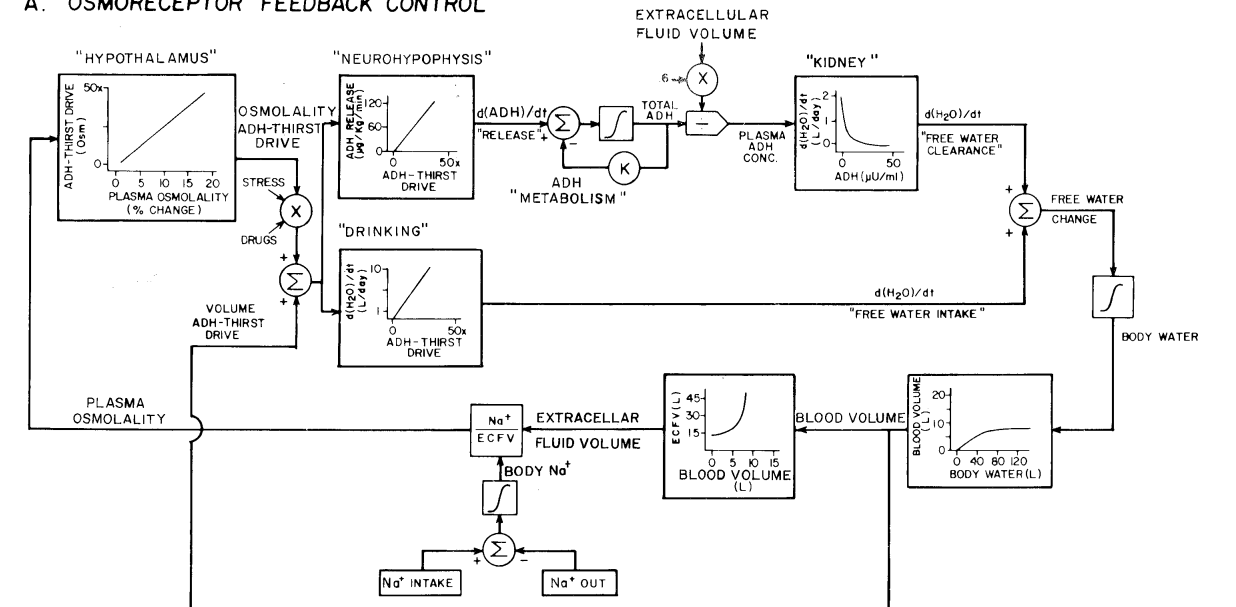 A. OSMORECEPTOR FEEDBACK CONTROL
EXTRACELLULAR
FLUID VOLUME
"HYPOTHALAMUS"
ADH-THIRST DRIVE
(Osm)
50x
0
0 5 10 15 20
PLASMA OSMOLALITY
(% CHANGE)
OSMOLALITY
ADH-THIRST
DRIVE
STRESS
X
DRUGS
+
Σ
+
VOLUME
ADH-THIRST
DRIVE
"NEUROHYPOPHYSIS"
ADH RELEASE
(µg/Kg/min)
120
60
0
0 50x
ADH-THIRST
DRIVE
d(ADH)/dt
"RELEASE"
+
Σ
−
∫
TOTAL
ADH
K
ADH
"METABOLISM"
X
÷
PLASMA
ADH
CONC.
"KIDNEY"
d(H2O)/dt
(L/day)
2
1
0
0 50
ADH (µU/ml)
d(H2O)/dt
"FREE WATER
CLEARANCE"
"DRINKING"
d(H2O)/dt
(L/day)
10
1
0 50x
ADH-THIRST
DRIVE
d(H2O)/dt
"FREE WATER INTAKE"
+
Σ
+
FREE WATER
CHANGE
∫
BODY WATER
BLOOD VOLUME
(L)
20
10
0
0 40 80 120
BODY WATER (L)
BLOOD VOLUME
ECFV (L)
45
30
15
0 5 10 15
BLOOD VOLUME
(L)
EXTRACELLAR
FLUID VOLUME
Na+
ECFV
PLASMA
OSMOLALITY
BODY Na+
∫
+
Σ
−
Na+ INTAKE
Na+ OUT